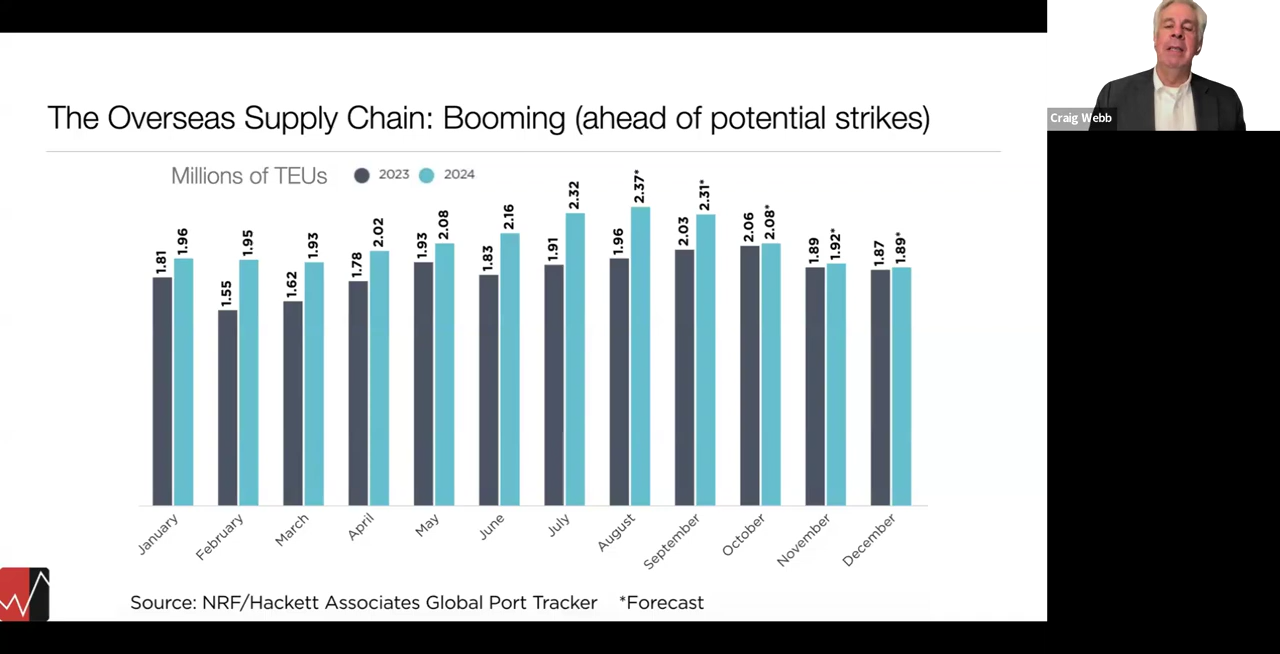 The Overseas Supply Chain: Booming (ahead of potential strikes)
Millions of TEUs 2023 2024
1.81 1.96 1.55 1.95 1.62 1.93 1.78 2.02 1.93 2.08 1.83 2.16 1.91 2.32 1.96 2.37* 2.03 2.31* 2.06 2.08* 1.89 1.92* 1.87 1.89*
January February March April May June July August September October November December
Source: NRF/Hackett Associates Global Port Tracker *Forecast
Craig Webb